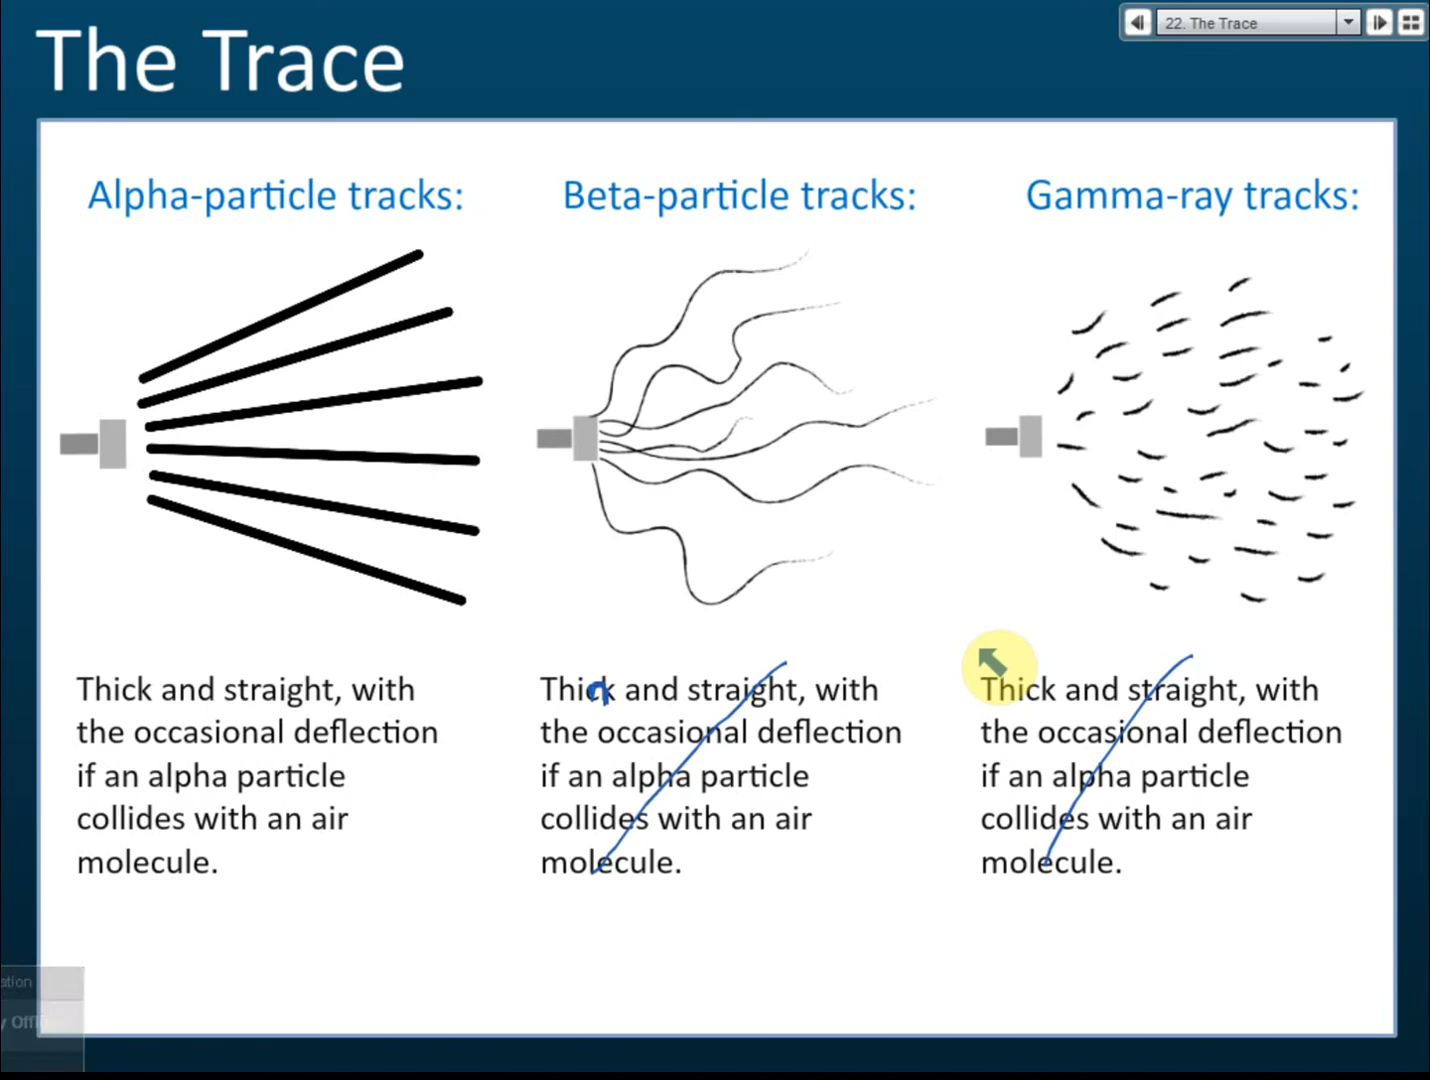 The Trace
22. The Trace
Alpha-particle tracks:
Beta-particle tracks:
Gamma-ray tracks:
Thick and straight, with
the occasional deflection
if an alpha particle
collides with an air
molecule.
Thick and straight, with
the occasional deflection
if an alpha particle
collides with an air
molecule.
Thick and straight, with
the occasional deflection
if an alpha particle
collides with an air
molecule.